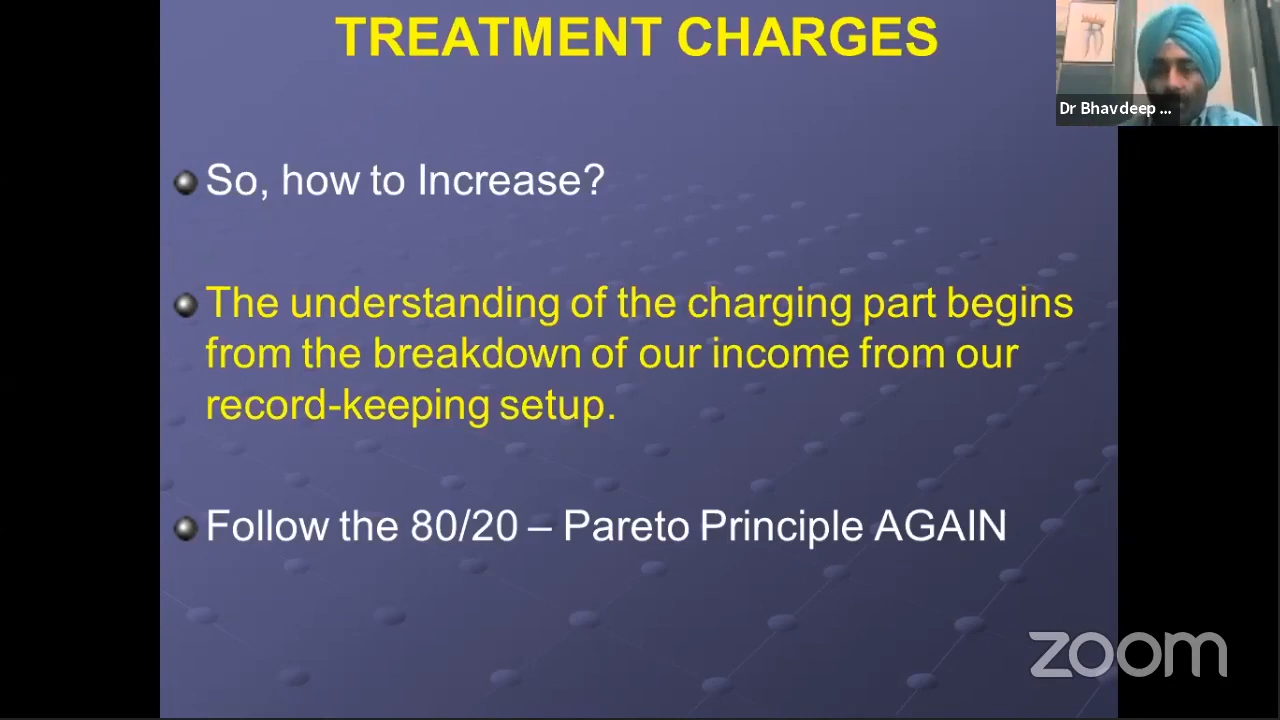 TREATMENT CHARGES
Dr Bhavdeep ...
So, how to Increase?
The understanding of the charging part begins
from the breakdown of our income from our
record-keeping setup.
Follow the 80/20 – Pareto Principle AGAIN
zoom